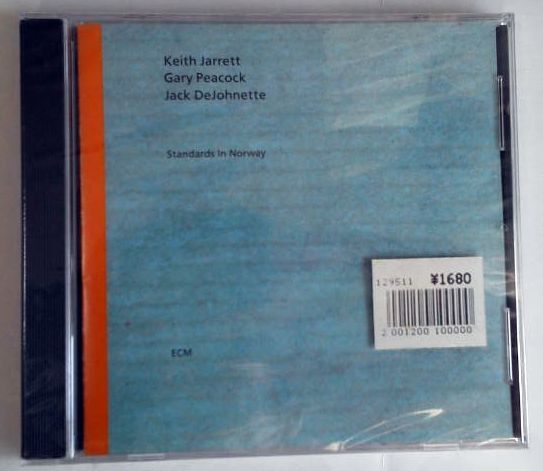 Keith Jarrett
Gary Peacock
Jack DeJohnette
Standards in Norway
129511 ¥1680
2 001200 100000
ECM